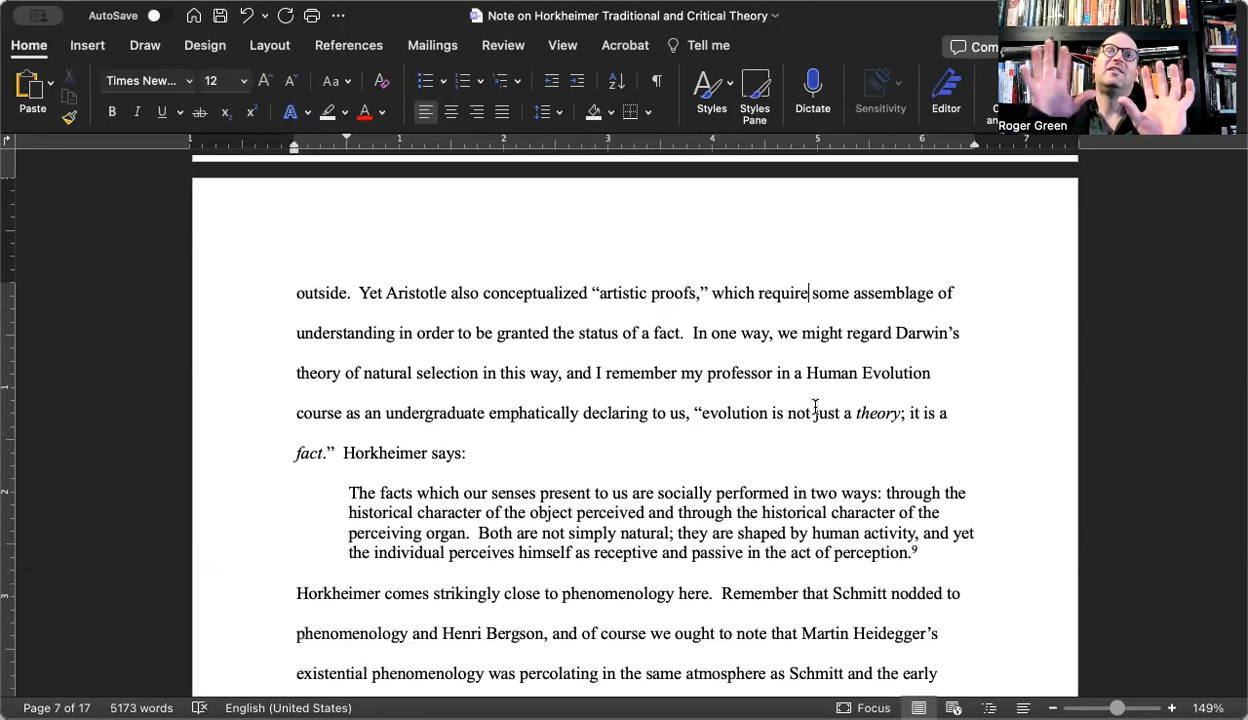 AutoSave
Note on Horkheimer Traditional and Critical Theory
Home Insert Draw Design Layout References Mailings Review View Acrobat Tell me
Paste
Times New... 12
Styles
Styles Pane
Dictate
Sensitivity
Editor
Roger Green
1 1 2 3 4 5 6 7
outside. Yet Aristotle also conceptualized “artistic proofs,” which require some assemblage of
understanding in order to be granted the status of a fact. In one way, we might regard Darwin’s
theory of natural selection in this way, and I remember my professor in a Human Evolution
course as an undergraduate emphatically declaring to us, “evolution is not just a theory; it is a
fact.” Horkheimer says:
The facts which our senses present to us are socially performed in two ways: through the
historical character of the object perceived and through the historical character of the
perceiving organ. Both are not simply natural; they are shaped by human activity, and yet
the individual perceives himself as receptive and passive in the act of perception.9
Horkheimer comes strikingly close to phenomenology here. Remember that Schmitt nodded to
phenomenology and Henri Bergson, and of course we ought to note that Martin Heidegger’s
existential phenomenology was percolating in the same atmosphere as Schmitt and the early
Page 7 of 17 5173 words English (United States) Focus 149%